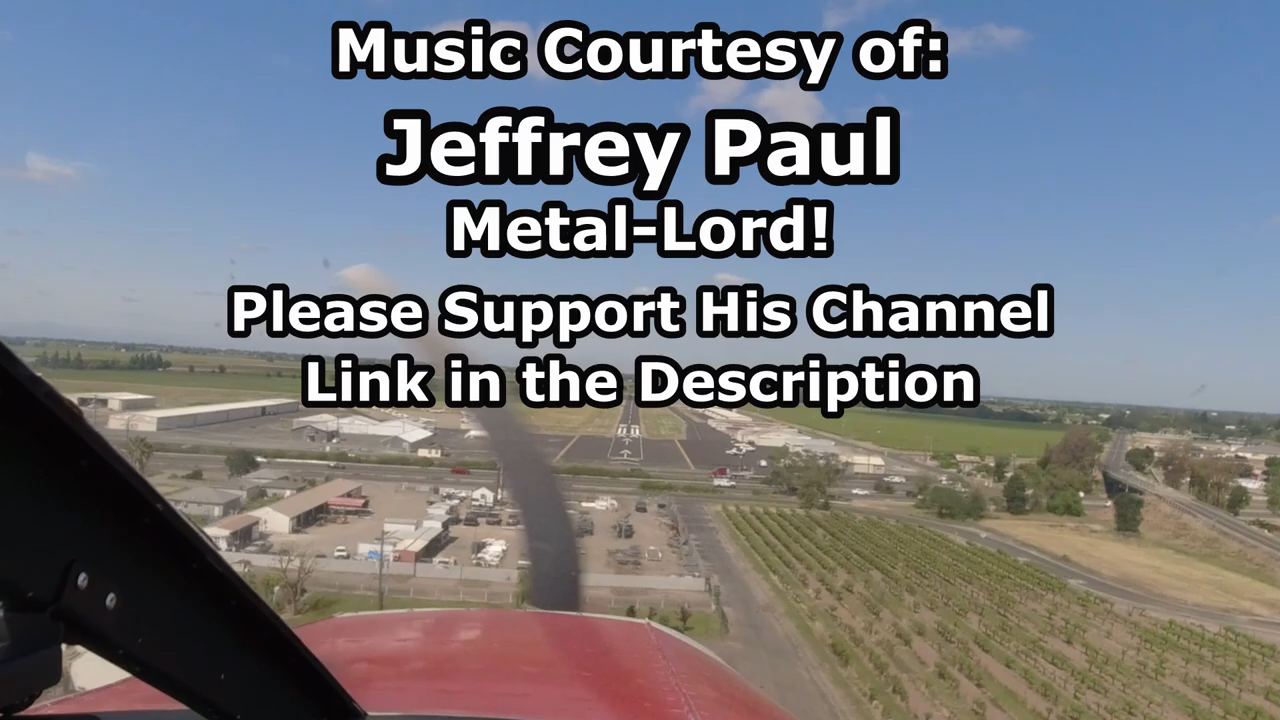 Music Courtesy of:
Jeffrey Paul
Metal-Lord!
Please Support His Channel
Link in the Description